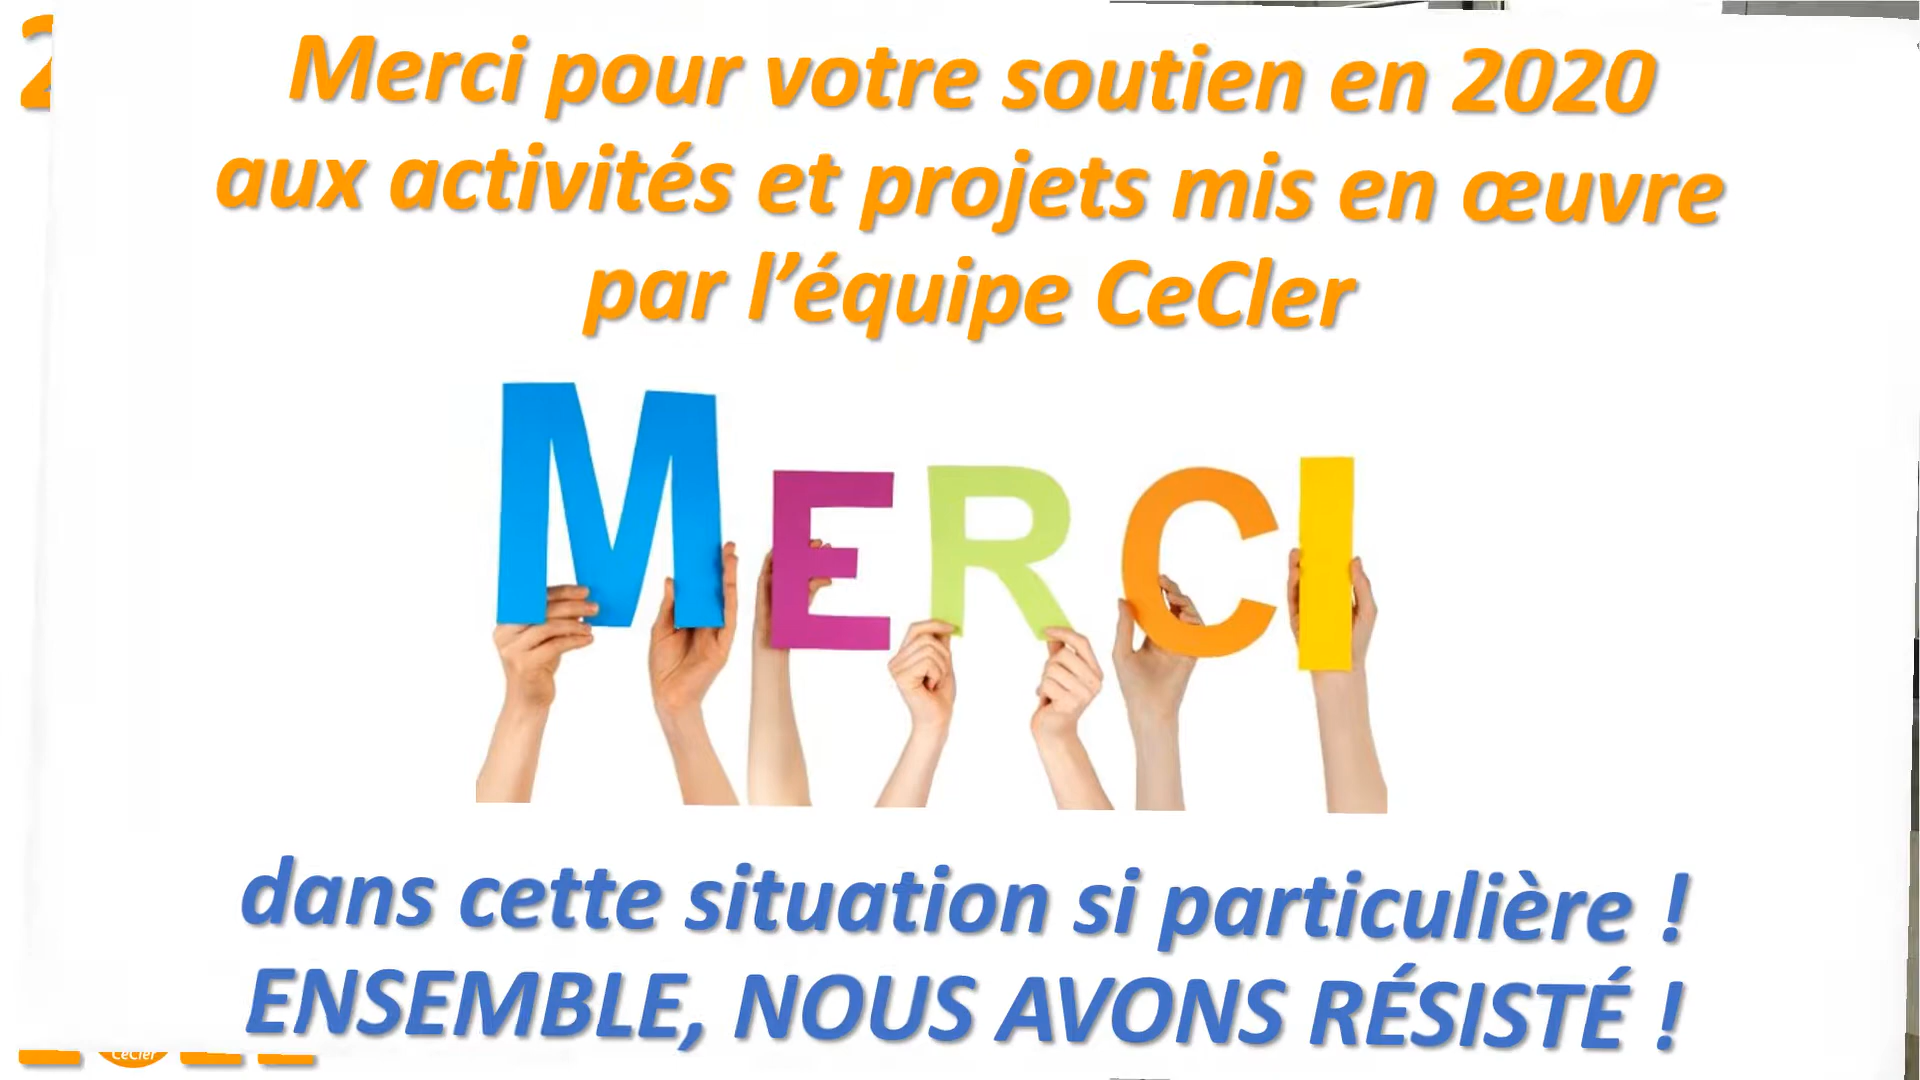 Merci pour votre soutien en 2020
aux activités et projets mis en œuvre
par l’équipe CeCler
MERCI
dans cette situation si particulière !
ENSEMBLE, NOUS AVONS RÉSISTÉ !
CeCler